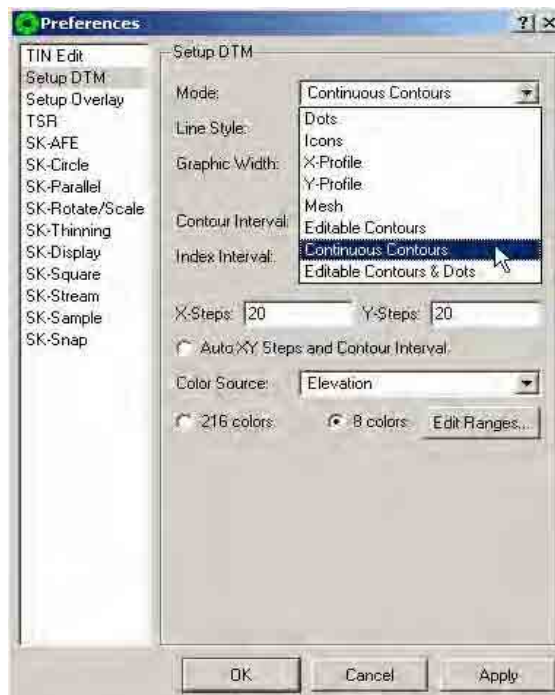 Preferences
TIN Edit
Setup DTM
Setup Overlay
TSR
SK-AFE
SK-Circle
SK-Parallel
SK-Rotate/Scale
SK-Thinning
SK-Display
SK-Square
SK-Stream
SK-Sample
SK-Snap
Setup DTM
Mode: Continuous Contours
Dots
Icons
X-Profile
Y-Profile
Mesh
Editable Contours
Continuous Contours
Editable Contours & Dots
Line Style:
Graphic Width:
Contour Interval:
Index Interval:
X-Steps: 20 Y-Steps: 20
Auto XY Steps and Contour Interval.
Color Source: Elevation
216 colors 8 colors Edit Ranges...
OK Cancel Apply